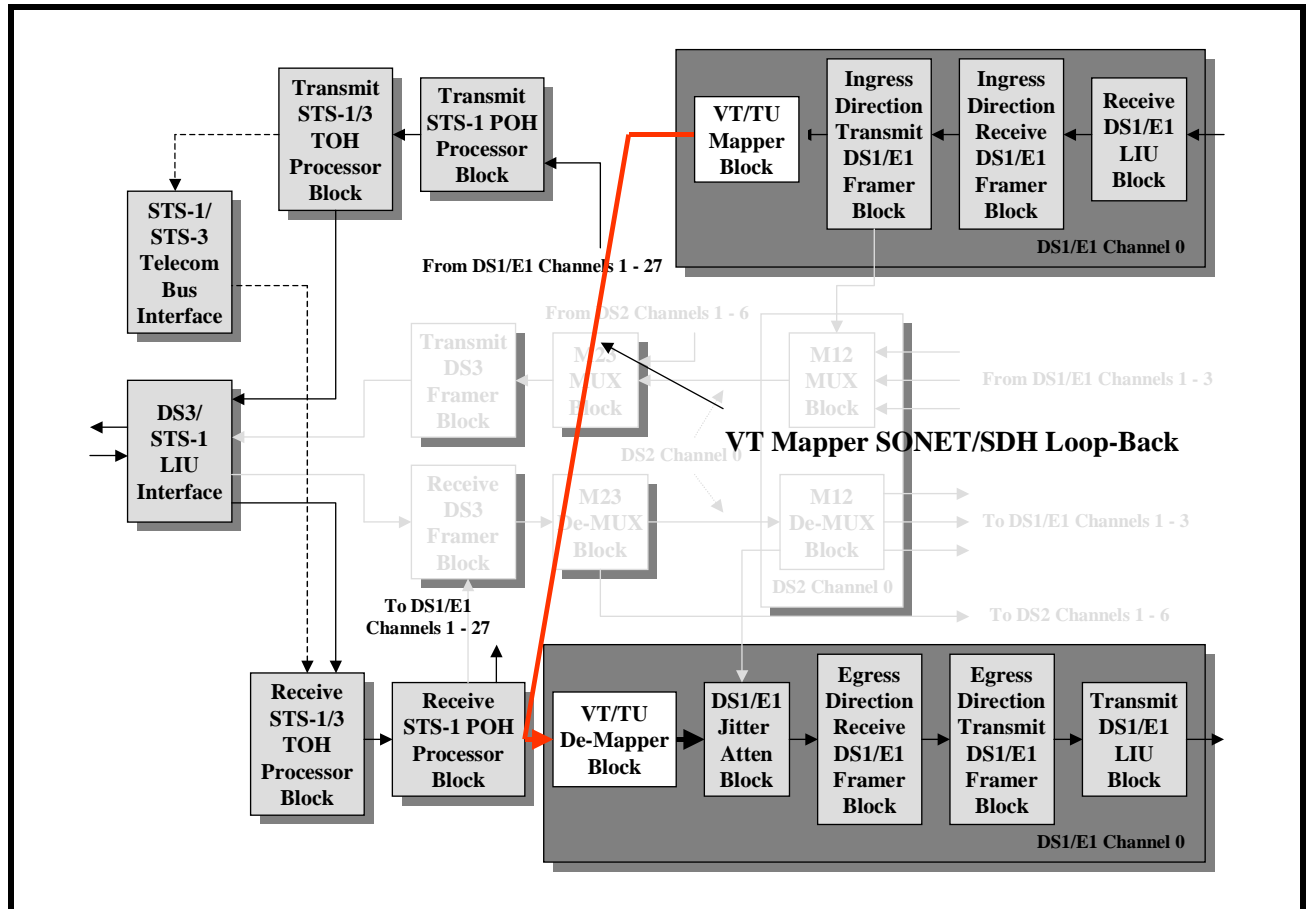 Transmit
STS-1/3
TOH
Processor
Block
Transmit
STS-1 POH
Processor
Block
VT/TU
Mapper
Block
Ingress
Direction
Transmit
DS1/E1
Framer
Block
Ingress
Direction
Receive
DS1/E1
Framer
Block
Receive
DS1/E1
LIU
Block
DS1/E1 Channel 0
STS-1/
STS-3
Telecom
Bus
Interface
From DS1/E1 Channels 1 - 27
From DS2 Channels 1 - 6
Transmit
DS3
Framer
Block
M23
MUX
Block
M12
MUX
Block
From DS1/E1 Channels 1 - 3
DS3/
STS-1
LIU
Interface
VT Mapper SONET/SDH Loop-Back
DS2 Channel 0
Receive
DS3
Framer
Block
M23
De-MUX
Block
M12
De-MUX
Block
To DS1/E1 Channels 1 - 3
DS2 Channel 0
To DS2 Channels 1 - 6
To DS1/E1
Channels 1 - 27
Receive
STS-1/3
TOH
Processor
Block
Receive
STS-1 POH
Processor
Block
VT/TU
De-Mapper
Block
DS1/E1
Jitter
Atten
Block
Egress
Direction
Receive
DS1/E1
Framer
Block
Egress
Direction
Transmit
DS1/E1
Framer
Block
Transmit
DS1/E1
LIU
Block
DS1/E1 Channel 0